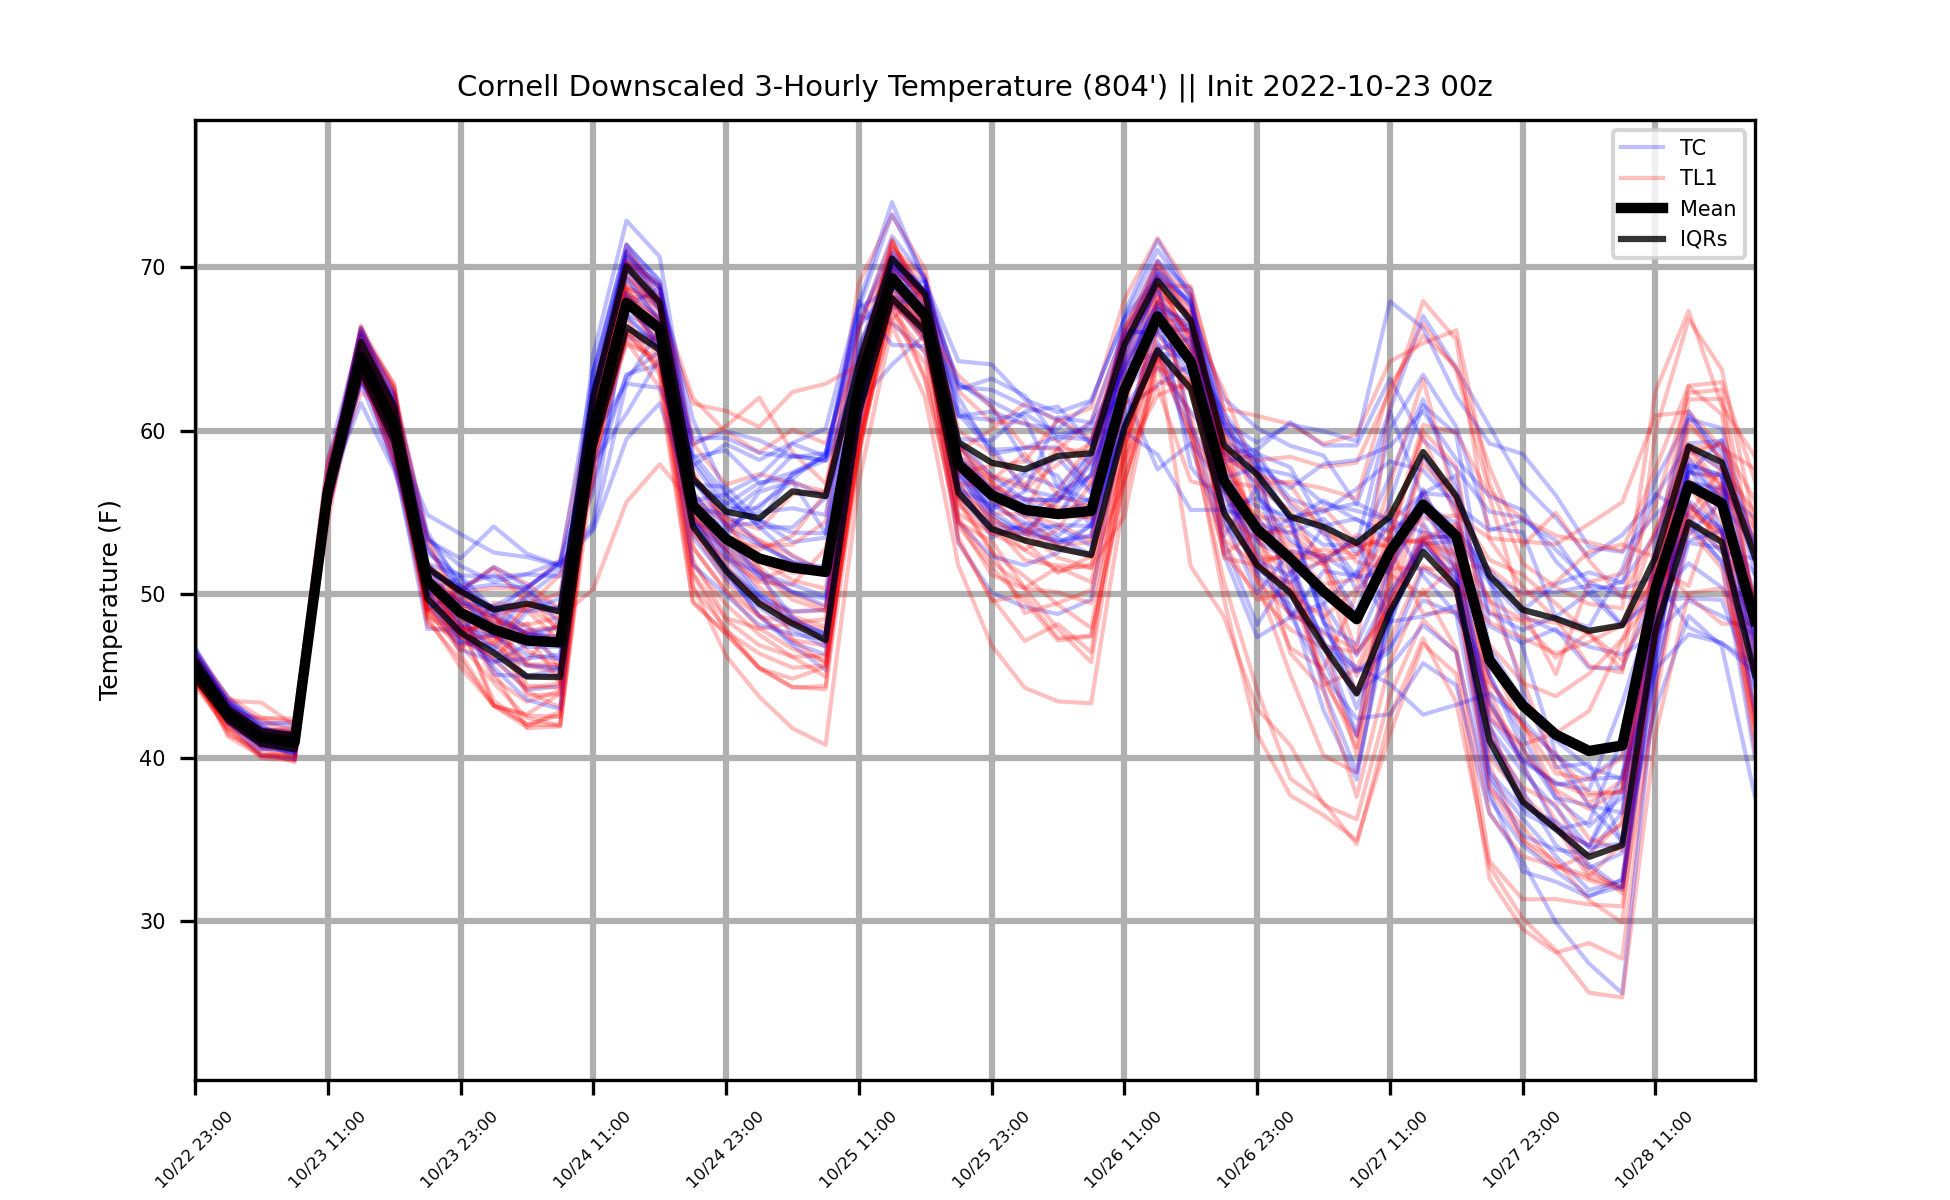 Cornell Downscaled 3-Hourly Temperature (804') || Init 2022-10-23 00z
TC
TL1
Mean
IQRs
Temperature (F)
70
60
50
40
30
10/22 23:00
10/23 11:00
10/23 23:00
10/24 11:00
10/24 23:00
10/25 11:00
10/25 23:00
10/26 11:00
10/26 23:00
10/27 11:00
10/27 23:00
10/28 11:00